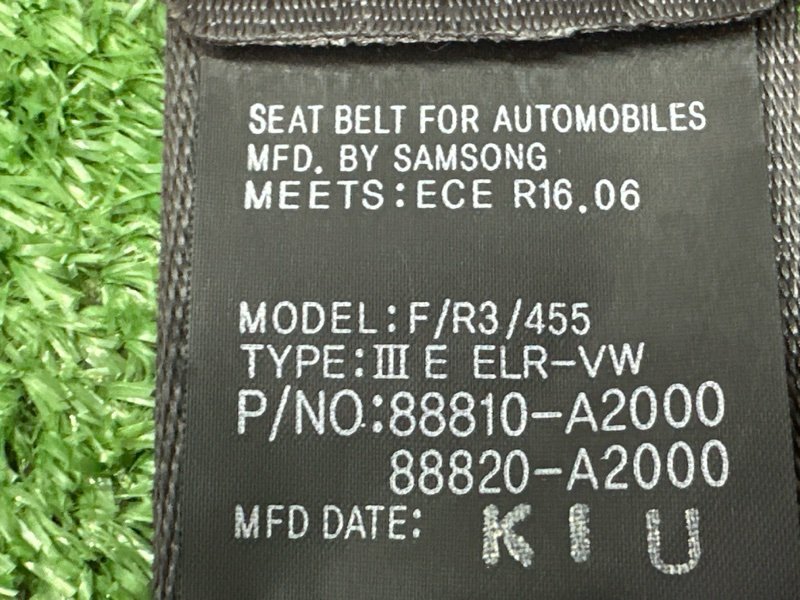 SEAT BELT FOR AUTOMOBILES
MFD. BY SAMSONG
MEETS:ECE R16.06
MODEL:F/R3/455
TYPE:III E ELR-VW
P/NO:88810-A2000
88820-A2000
MFD DATE: K I U